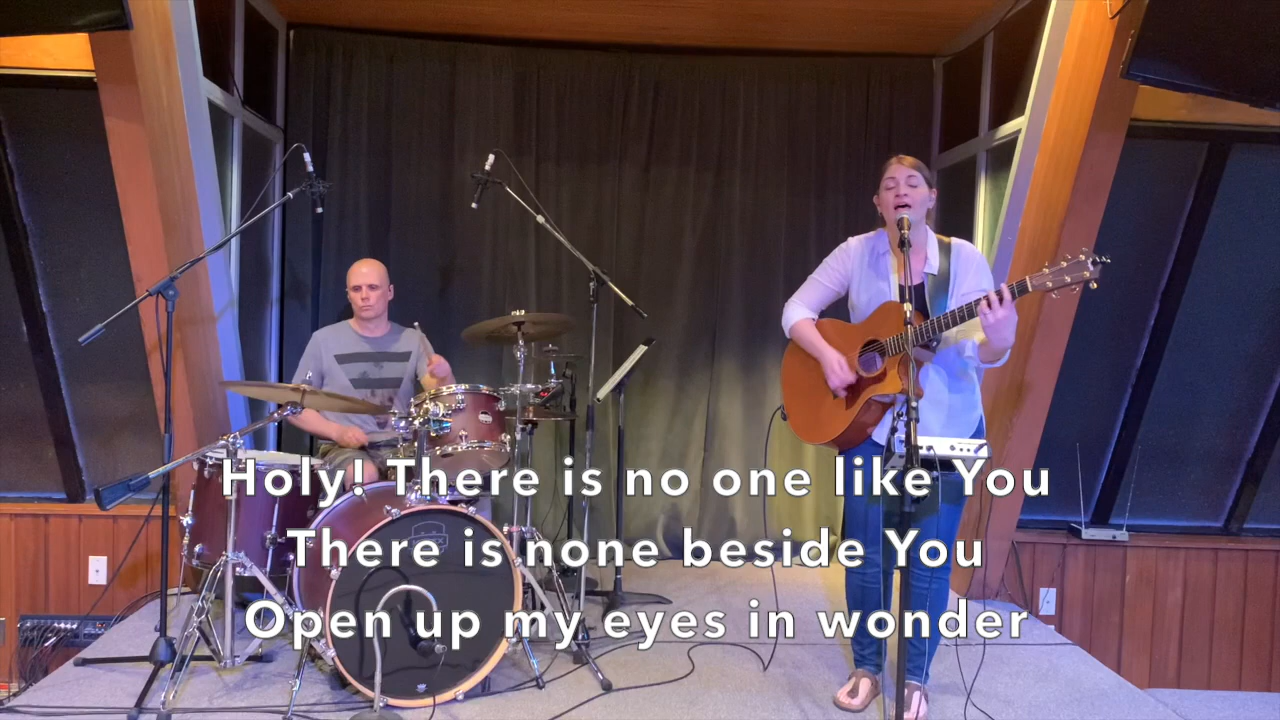 Holy! There is no one like You
There is none beside You
Open up my eyes in wonder